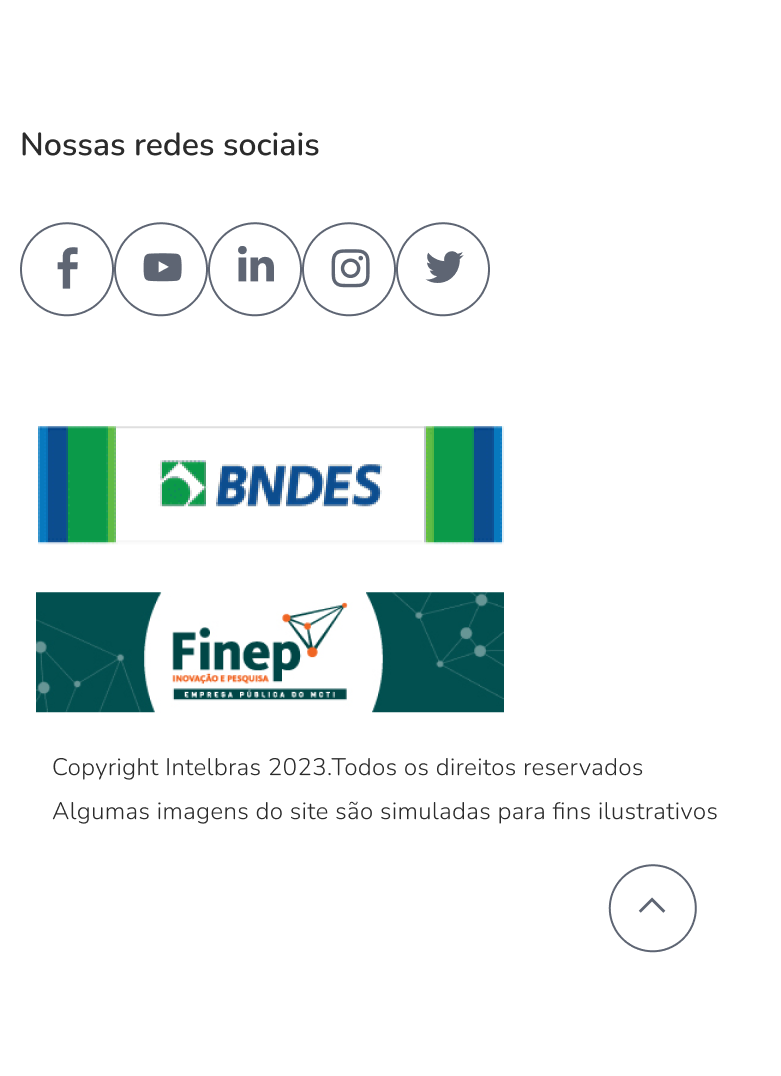 Nossas redes sociais
BNDES
Finep
INOVAÇÃO E PESQUISA
EMPRESA PÚBLICA DO MCTI
Copyright Intelbras 2023.Todos os direitos reservados
Algumas imagens do site são simuladas para fins ilustrativos